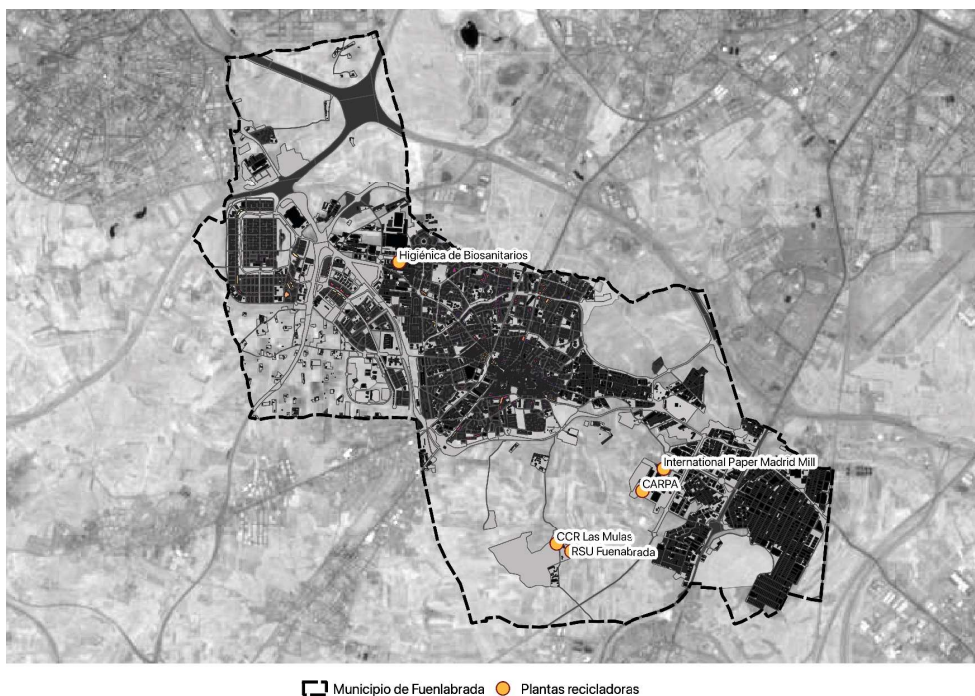 Higiénica de Biosanitarios
International Paper Madrid Mill
CARPA
CCR Las Mulas
RSU Fuenabrada
Municipio de Fuenlabrada
Plantas recicladoras